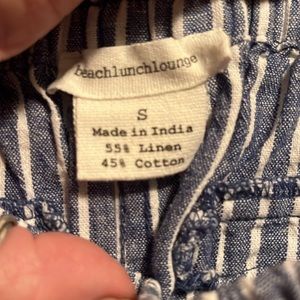 beachlunchlounge
S
Made in India
55% Linen
45% Cotton